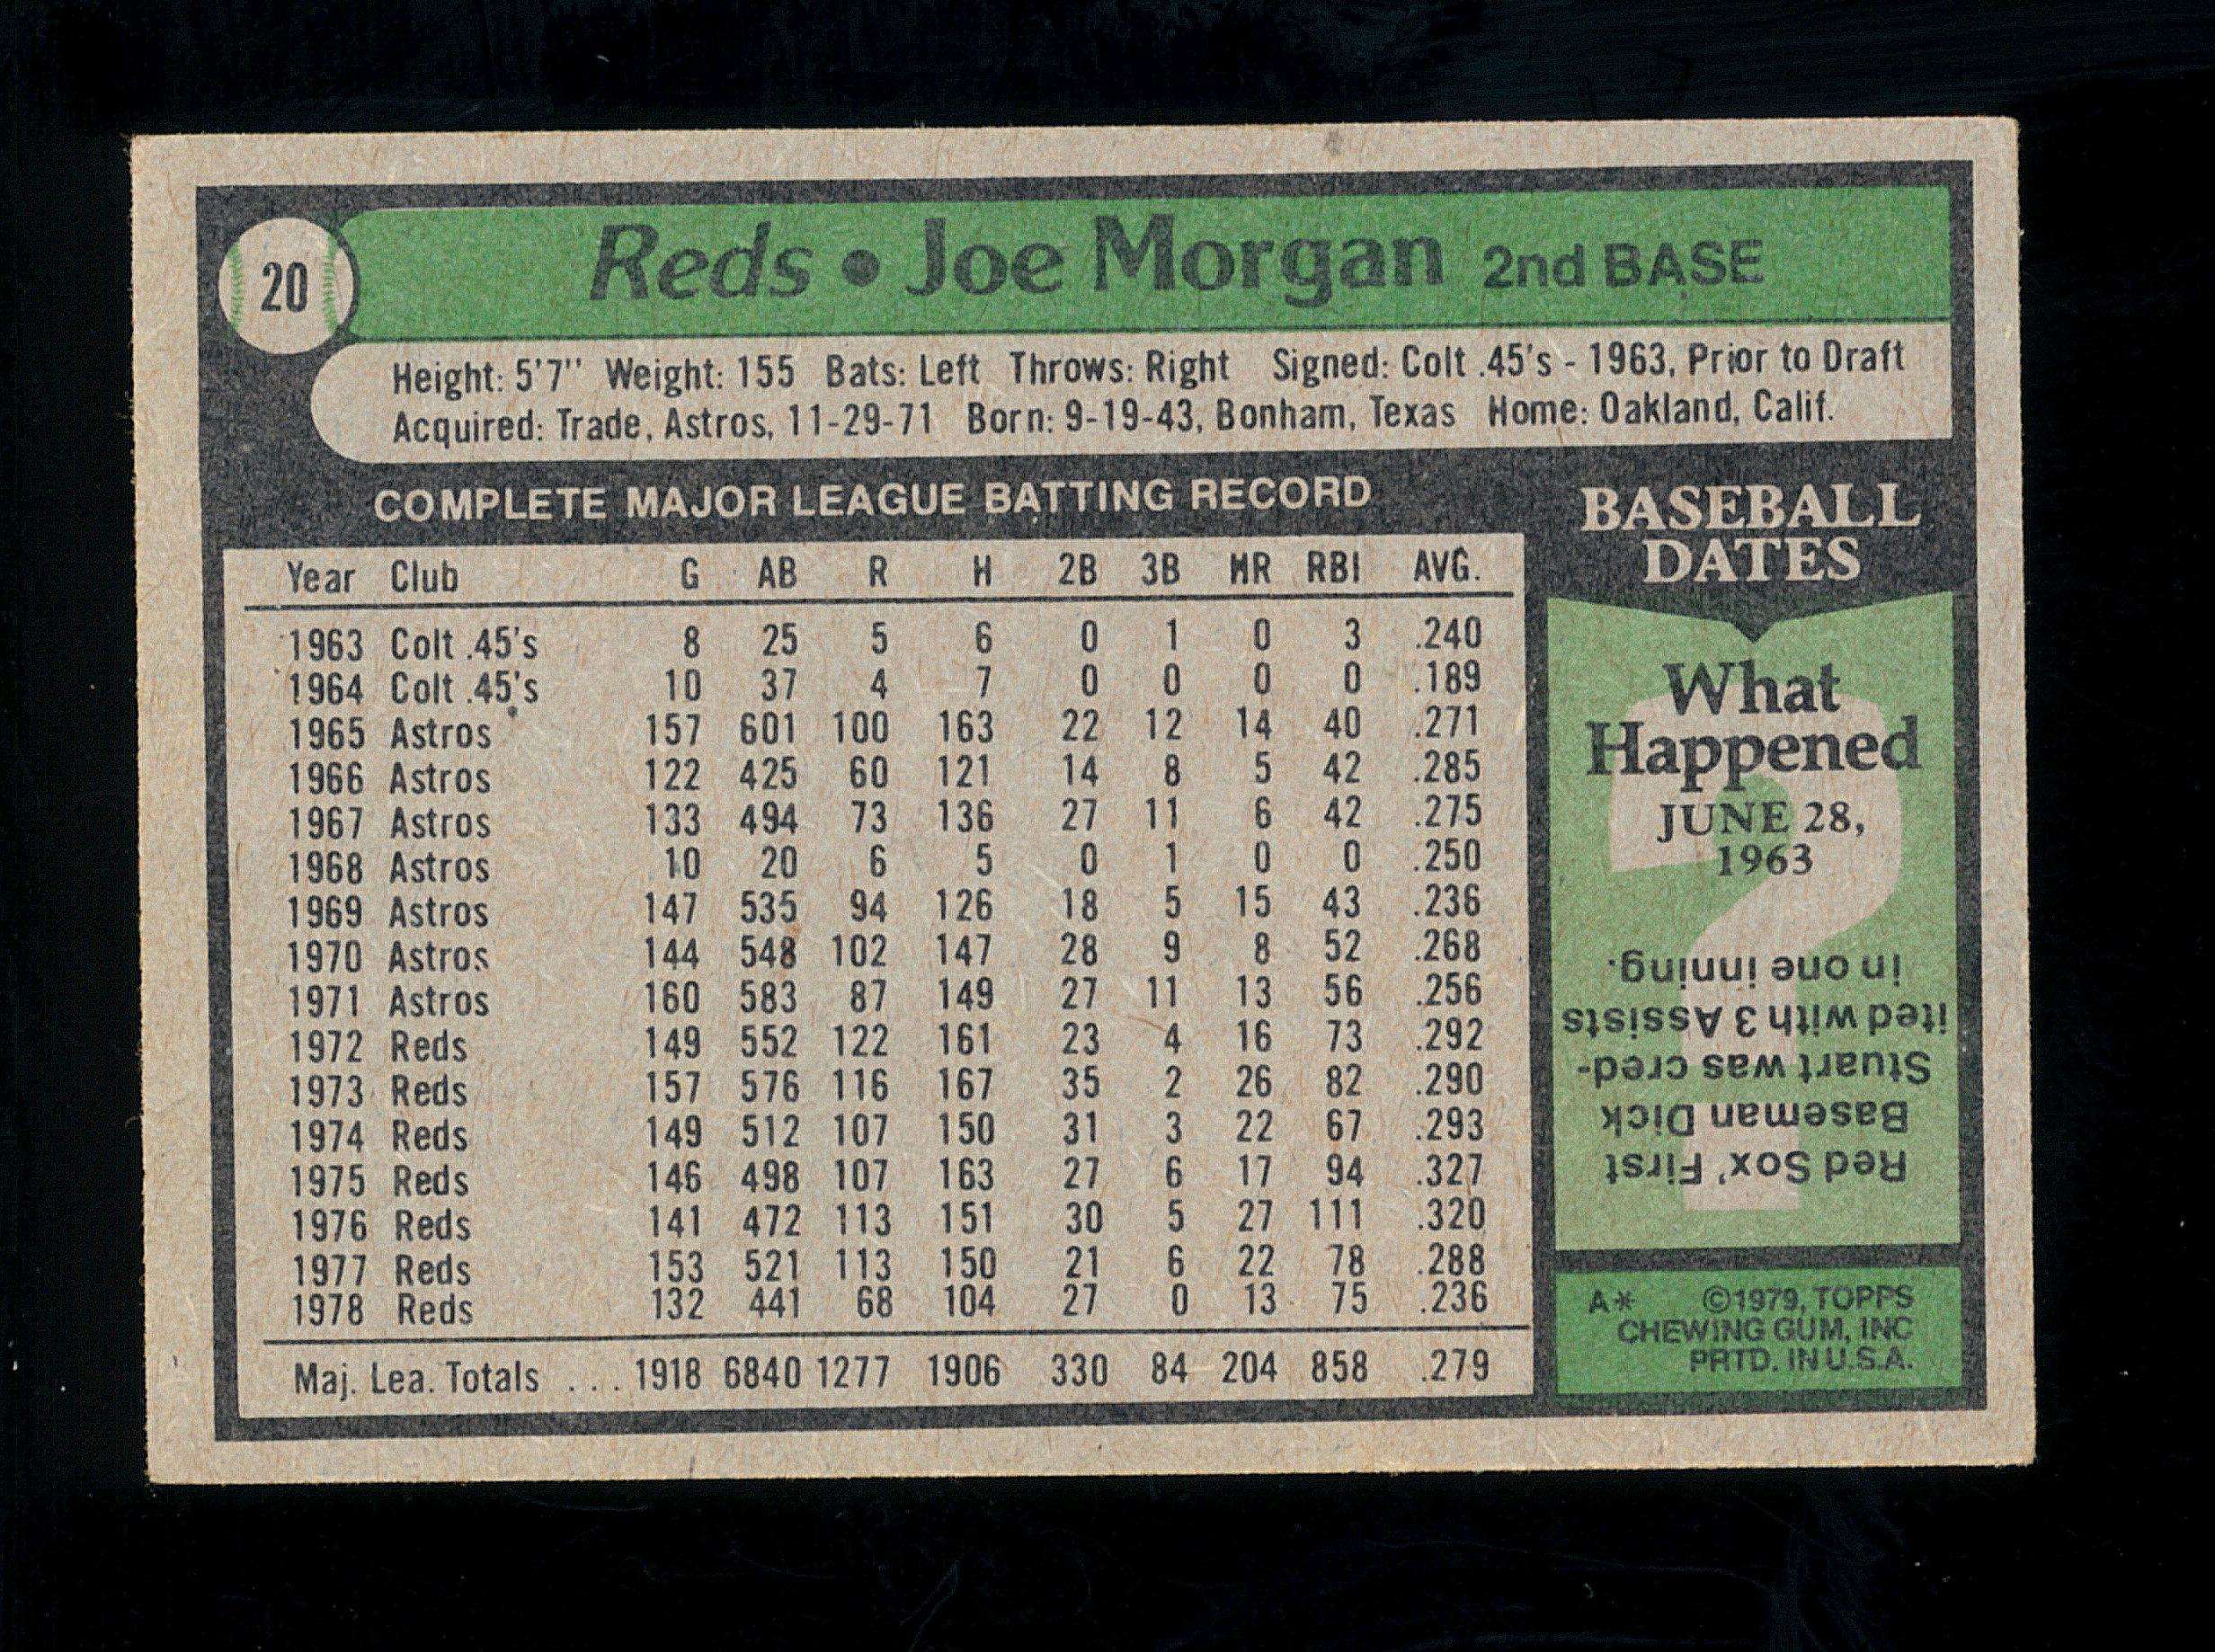 20
Reds • Joe Morgan 2nd BASE
Height: 5'7" Weight: 155 Bats: Left Throws: Right Signed: Colt .45's - 1963, Prior to Draft
Acquired: Trade, Astros, 11-29-71 Born: 9-19-43, Bonham, Texas Home: Oakland, Calif.
COMPLETE MAJOR LEAGUE BATTING RECORD
Year Club G AB R H 2B 3B HR RBI AVG.
1963 Colt .45's 8 25 5 6 0 1 0 3 .240
1964 Colt .45's 10 37 4 7 0 0 0 0 .189
1965 Astros 157 601 100 163 22 12 14 40 .271
1966 Astros 122 425 60 121 14 8 5 42 .285
1967 Astros 133 494 73 136 27 11 6 42 .275
1968 Astros 10 20 6 5 0 1 0 0 .250
1969 Astros 147 535 94 126 18 5 15 43 .236
1970 Astros 144 548 102 147 28 9 8 52 .268
1971 Astros 160 583 87 149 27 11 13 56 .256
1972 Reds 149 552 122 161 23 4 16 73 .292
1973 Reds 157 576 116 167 35 2 26 82 .290
1974 Reds 149 512 107 150 31 3 22 67 .293
1975 Reds 146 498 107 163 27 6 17 94 .327
1976 Reds 141 472 113 151 30 5 27 111 .320
1977 Reds 153 521 113 150 21 6 22 78 .288
1978 Reds 132 441 68 104 27 0 13 75 .236
Maj. Lea. Totals ... 1918 6840 1277 1906 330 84 204 858 .279
BASEBALL
DATES
What
Happened
JUNE 28,
1963
Red Sox' First
Baseman Dick
Stuart was cred-
ited with 3 Assists
in one inning.
A* ©1979, TOPPS
CHEWING GUM, INC
PRTD. IN U.S.A.